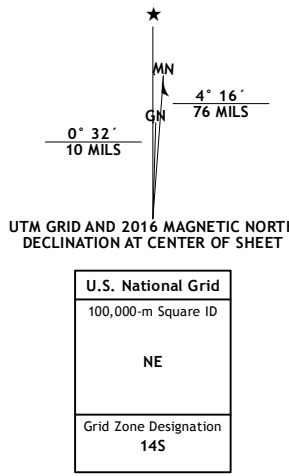 MN
GN
4° 16´
76 MILS
0° 32´
10 MILS
UTM GRID AND 2016 MAGNETIC NORTH
DECLINATION AT CENTER OF SHEET
U.S. National Grid
100,000-m Square ID
NE
Grid Zone Designation
14S